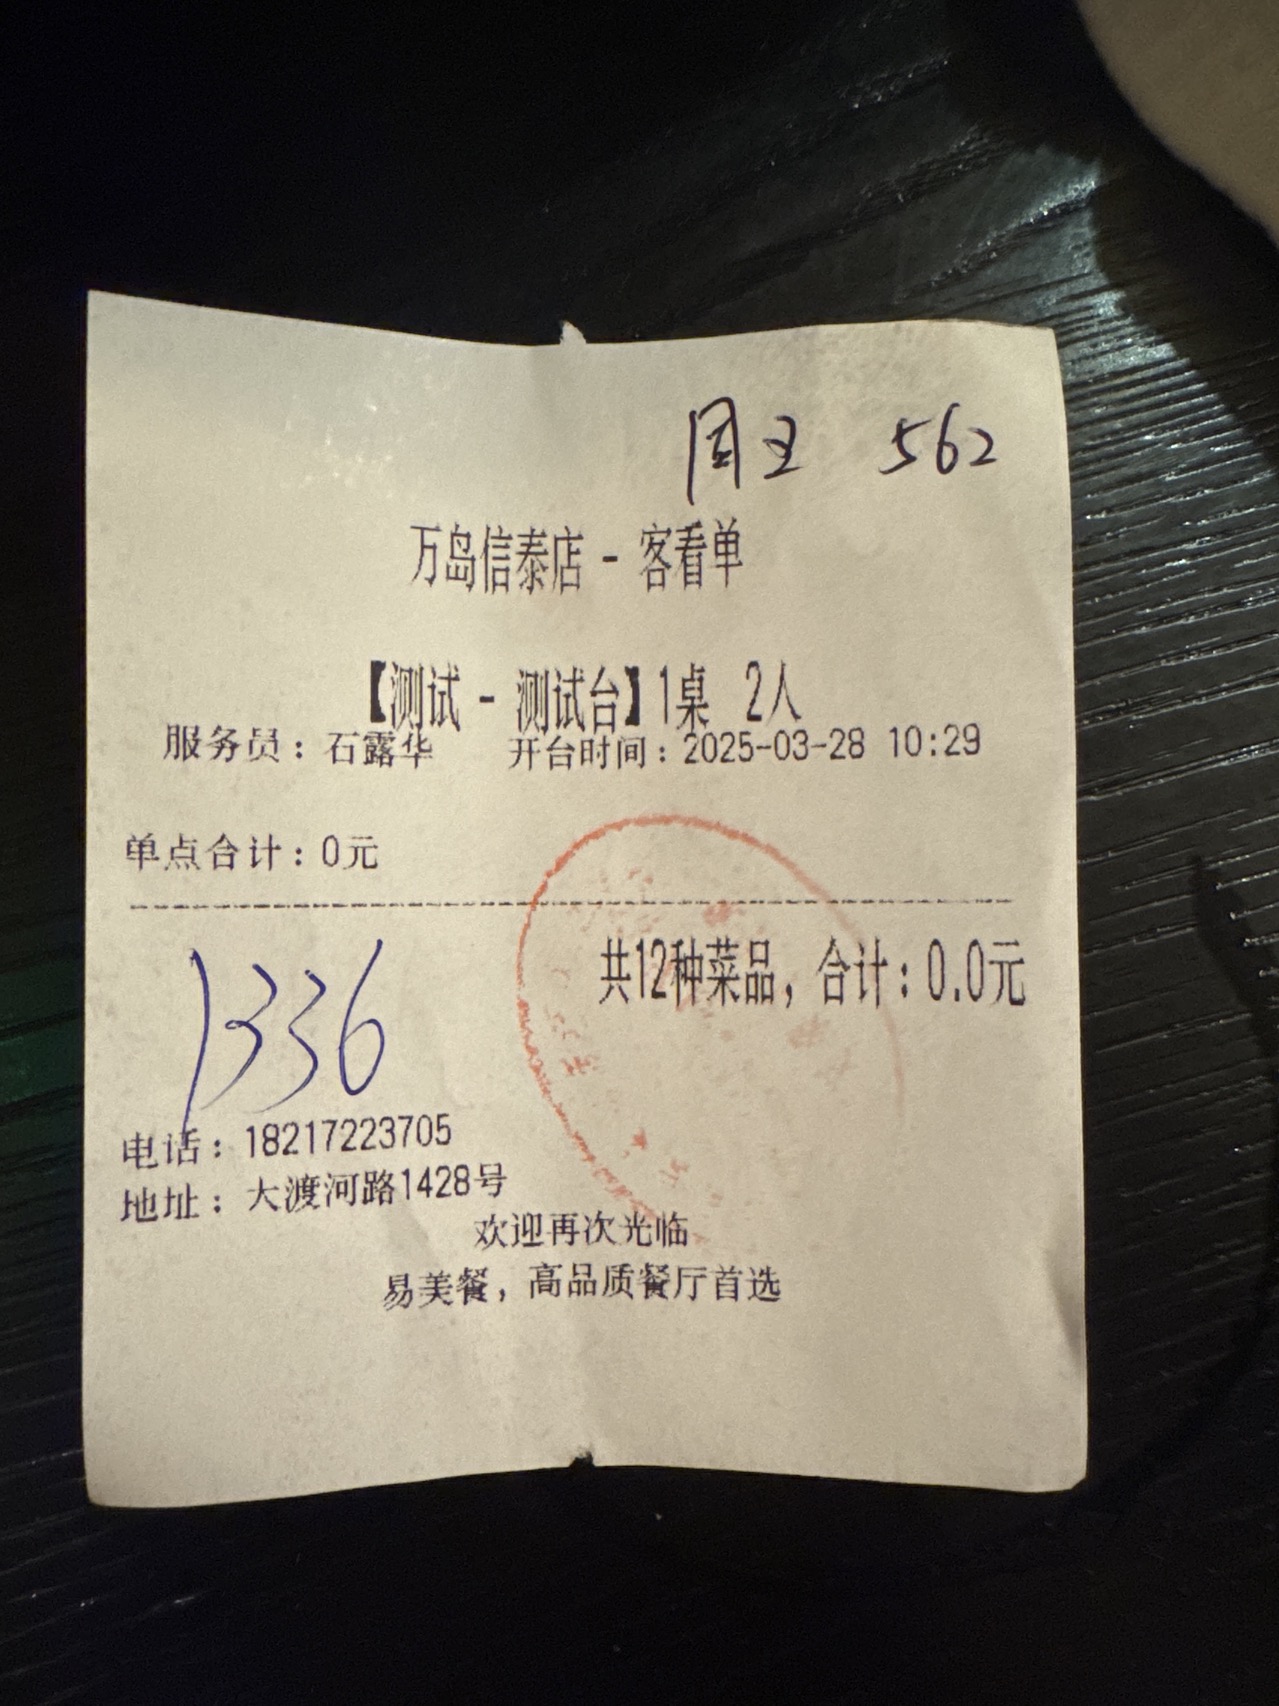 周五 562
万岛信泰店 - 客看单
【测试 - 测试台】1桌 2人
服务员：石露华 开台时间：2025-03-28 10:29
单点合计：0元
共12种菜品，合计：0.0元
1336
电话：18217223705
地址：大渡河路1428号
欢迎再次光临
易美餐，高品质餐厅首选